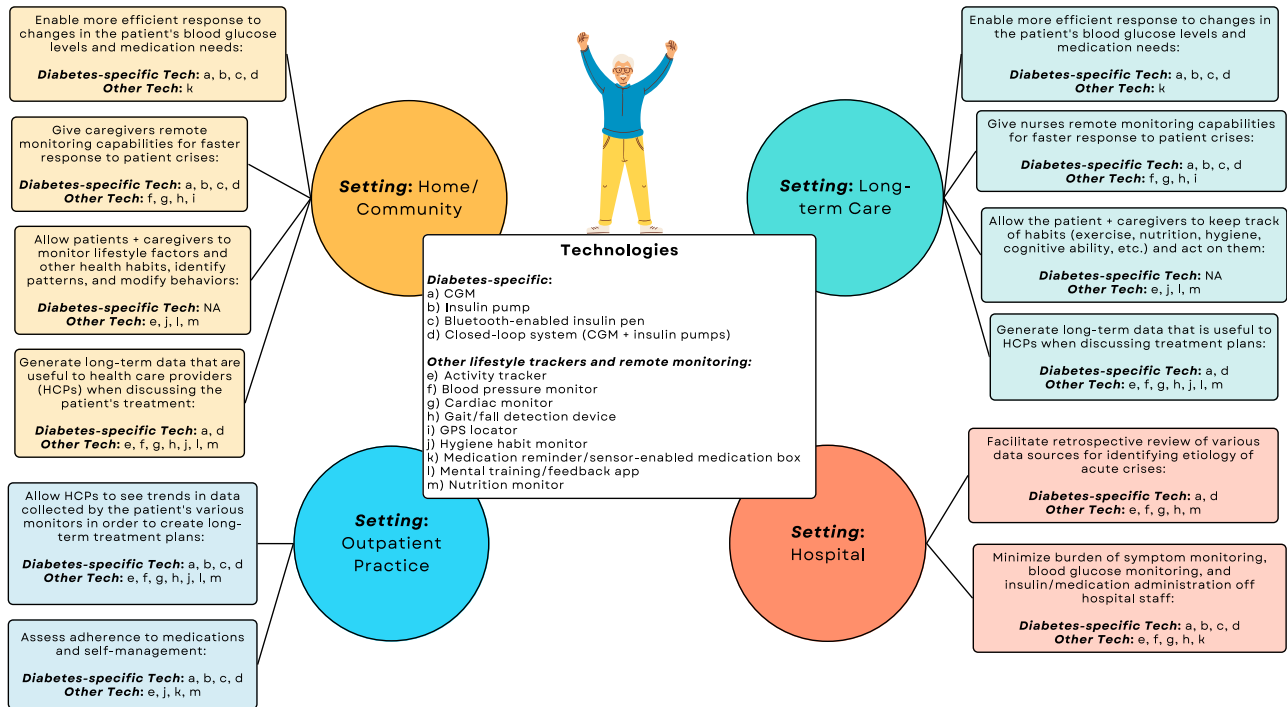 Enable more efficient response to
changes in the patient's blood glucose
levels and medication needs:
Diabetes-specific Tech: a, b, c, d
Other Tech: k
Give caregivers remote
monitoring capabilities for faster
response to patient crises:
Diabetes-specific Tech: a, b, c, d
Other Tech: f, g, h, i
Allow patients + caregivers to
monitor lifestyle factors and
other health habits, identify
patterns, and modify behaviors:
Diabetes-specific Tech: NA
Other Tech: e, j, l, m
Generate long-term data that are
useful to health care providers
(HCPs) when discussing the
patient's treatment:
Diabetes-specific Tech: a, d
Other Tech: e, f, g, h, j, l, m
Setting: Home/
Community
Technologies
Diabetes-specific:
a) CGM
b) Insulin pump
c) Bluetooth-enabled insulin pen
d) Closed-loop system (CGM + insulin pumps)
Other lifestyle trackers and remote monitoring:
e) Activity tracker
f) Blood pressure monitor
g) Cardiac monitor
h) Gait/fall detection device
i) GPS locator
j) Hygiene habit monitor
k) Medication reminder/sensor-enabled medication box
l) Mental training/feedback app
m) Nutrition monitor
Setting: Long-
term Care
Enable more efficient response to changes in
the patient's blood glucose levels and
medication needs:
Diabetes-specific Tech: a, b, c, d
Other Tech: k
Give nurses remote monitoring capabilities
for faster response to patient crises:
Diabetes-specific Tech: a, b, c, d
Other Tech: f, g, h, i
Allow the patient + caregivers to keep track
of habits (exercise, nutrition, hygiene,
cognitive ability, etc.) and act on them:
Diabetes-specific Tech: NA
Other Tech: e, j, l, m
Generate long-term data that is useful to
HCPs when discussing treatment plans:
Diabetes-specific Tech: a, d
Other Tech: e, f, g, h, j, l, m
Allow HCPs to see trends in data
collected by the patient's various
monitors in order to create long-
term treatment plans:
Diabetes-specific Tech: a, b, c, d
Other Tech: e, f, g, h, j, l, m
Assess adherence to medications
and self-management:
Diabetes-specific Tech: a, b, c, d
Other Tech: e, j, k, m
Setting:
Outpatient
Practice
Setting:
Hospital
Facilitate retrospective review of various
data sources for identifying etiology of
acute crises:
Diabetes-specific Tech: a, d
Other Tech: e, f, g, h, m
Minimize burden of symptom monitoring,
blood glucose monitoring, and
insulin/medication administration off
hospital staff:
Diabetes-specific Tech: a, b, c, d
Other Tech: e, f, g, h, k